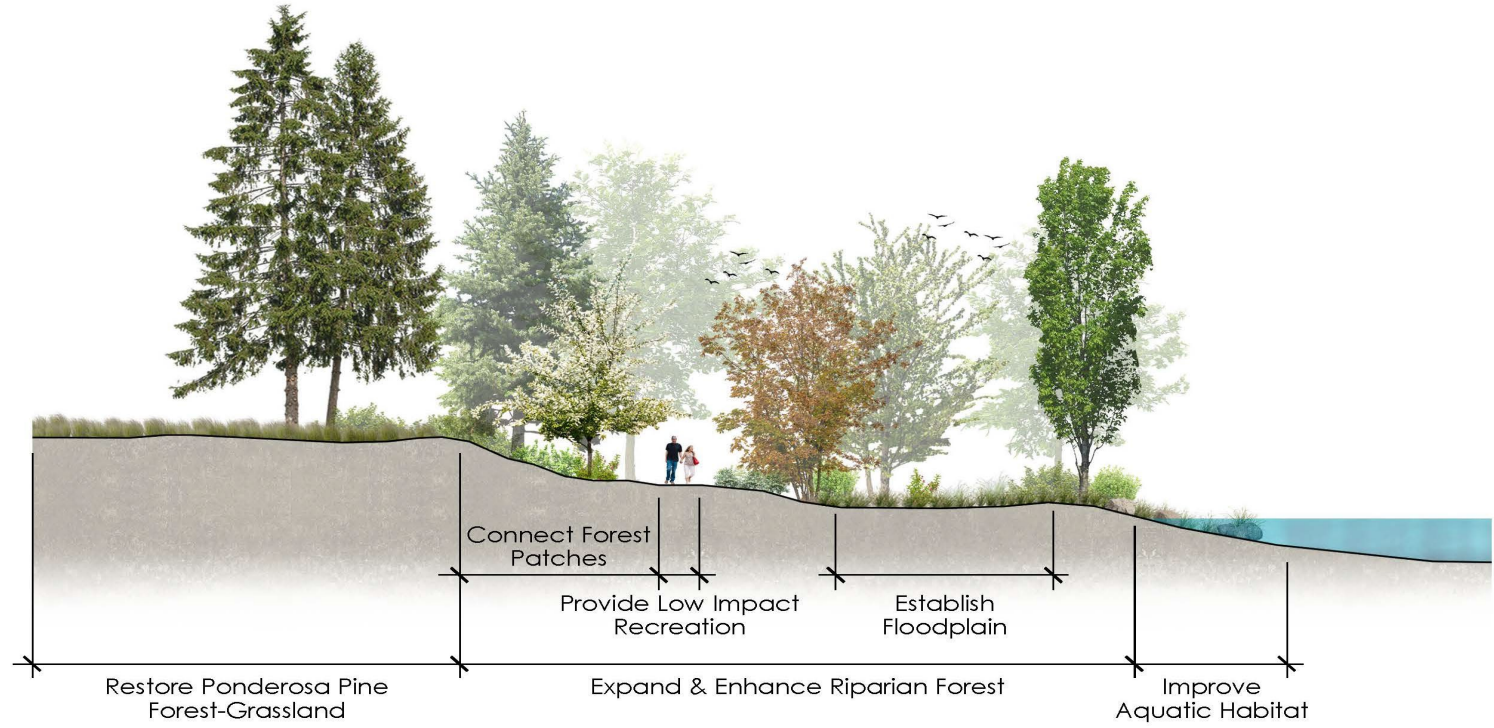 Connect Forest
Patches
Provide Low Impact
Recreation
Establish
Floodplain
Restore Ponderosa Pine
Forest-Grassland
Expand & Enhance Riparian Forest
Improve
Aquatic Habitat